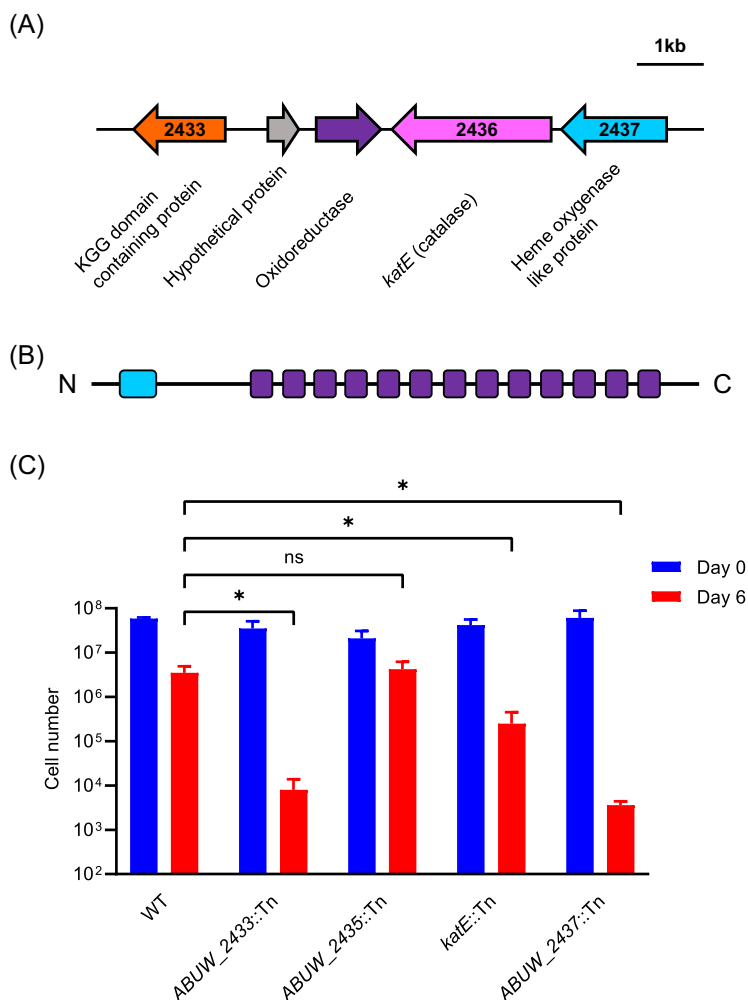 (A)
1kb
2433
2436
2437
KGG domain
containing protein
Hypothetical protein
Oxidoreductase
katE (catalase)
Heme oxygenase
like protein
(B)
N
C
(C)
*
*
ns
*
Day 0
Day 6
Cell number
10⁸
10⁷
10⁶
10⁵
10⁴
10³
10²
WT
ABUW_2433::Tn
ABUW_2435::Tn
katE::Tn
ABUW_2437::Tn